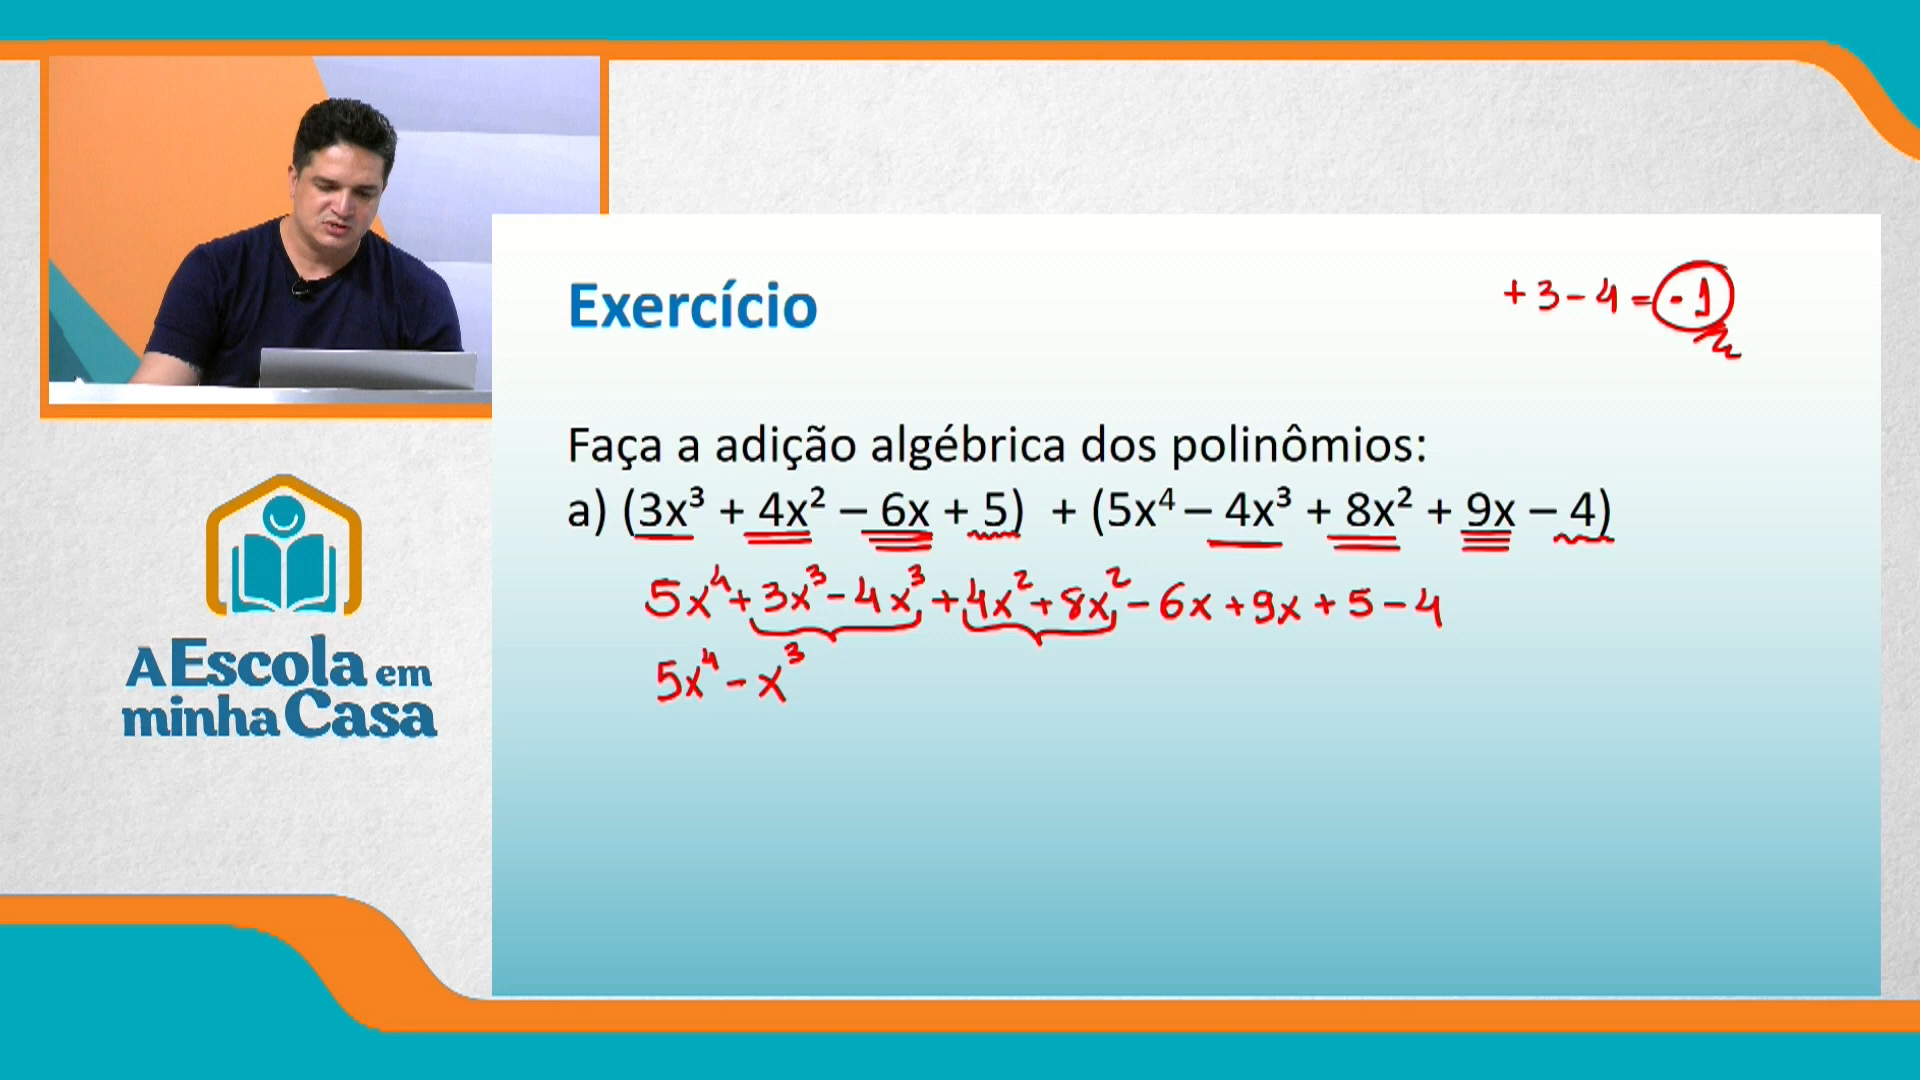 Exercício
+ 3 - 4 = - 1
Faça a adição algébrica dos polinômios:
a) (3x³ + 4x² – 6x + 5) + (5x⁴ – 4x³ + 8x² + 9x – 4)
5x⁴ + 3x³ - 4x³ + 4x² + 8x² - 6x + 9x + 5 - 4
5x⁴ - x³
A Escola em
minha Casa